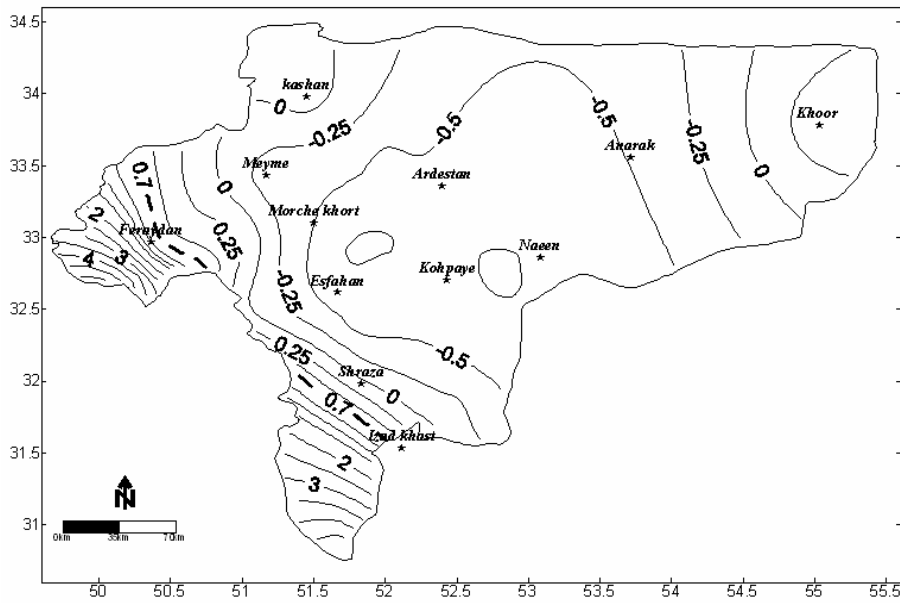 34.5
34
33.5
33
32.5
32
31.5
31
kashan
0
-0.25
-0.5
-0.5
Khoor
-0.25
0
Anarak
Meyme
0.7
0
Ardestan
2
Morche khort
Fernydan
0.25
3
4
Naeen
Kohpaye
Esfahan
-0.25
0.25
-0.5
Shraza
0.7
0
Izad khast
2
3
N
0km
35km
70km
50
50.5
51
51.5
52
52.5
53
53.5
54
54.5
55
55.5